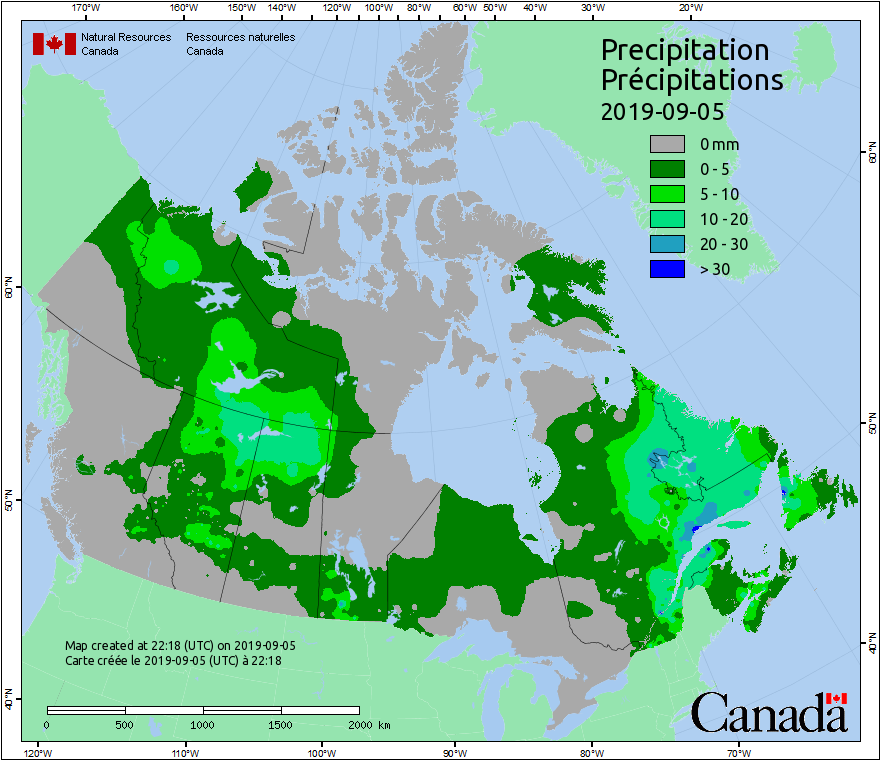 170°W 160°W 150°W 140°W 130°W 120°W 110°W 100°W 90°W 80°W 70°W 60°W 50°W 40°W 30°W 20°W
Natural Resources Ressources naturelles
Canada Canada
Precipitation
Précipitations
2019-09-05
0 mm
0 - 5
5 - 10
10 - 20
20 - 30
> 30
60°N
60°N
50°N
50°N
40°N
40°N
Map created at 22:18 (UTC) on 2019-09-05
Carte créée le 2019-09-05 (UTC) à 22:18
0 500 1000 1500 2000 km
Canada
120°W 110°W 100°W 90°W 80°W 70°W